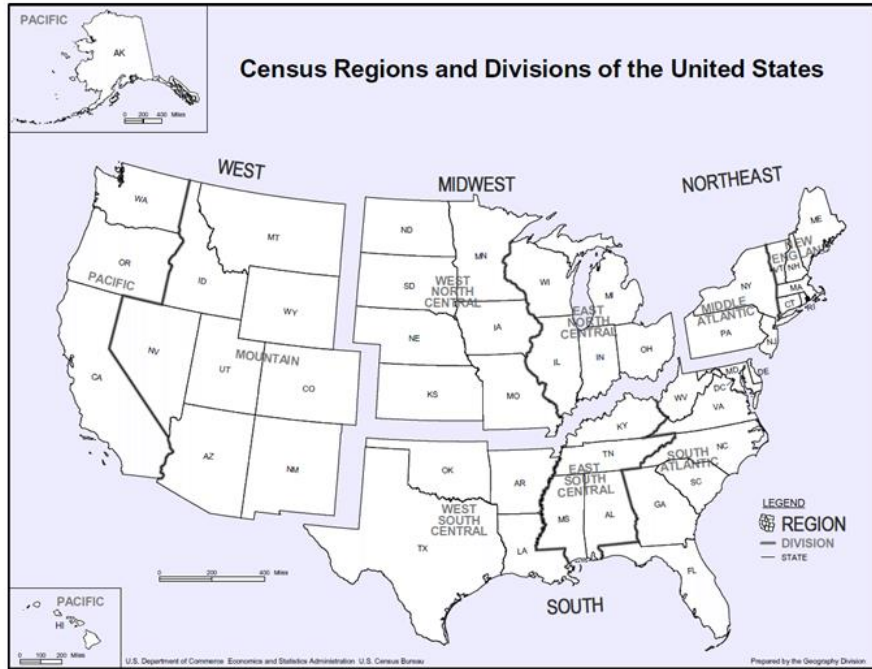 PACIFIC
AK
0 200 400 Miles
Census Regions and Divisions of the United States
WEST
MIDWEST
NORTHEAST
WA
MT
OR
ID
PACIFIC
WY
NV
UT
MOUNTAIN
CO
CA
AZ
NM
ND
MN
SD
WEST
NORTH
CENTRAL
IA
NE
KS
MO
WI
MI
EAST
NORTH
CENTRAL
IL
IN
OH
ME
NEW
ENGLAND
VT
NH
NY
MA
CT
RI
MIDDLE
ATLANTIC
PA
NJ
OK
AR
WEST
SOUTH
CENTRAL
TX
LA
KY
TN
EAST
SOUTH
CENTRAL
MS
AL
MD
DE
DC
WV
VA
NC
SOUTH
ATLANTIC
SC
GA
FL
SOUTH
LEGEND
REGION
DIVISION
STATE
0 200 400 Miles
PACIFIC
HI
0 100 200 Miles
U.S. Department of Commerce Economics and Statistics Administration U.S. Census Bureau
Prepared by the Geography Division